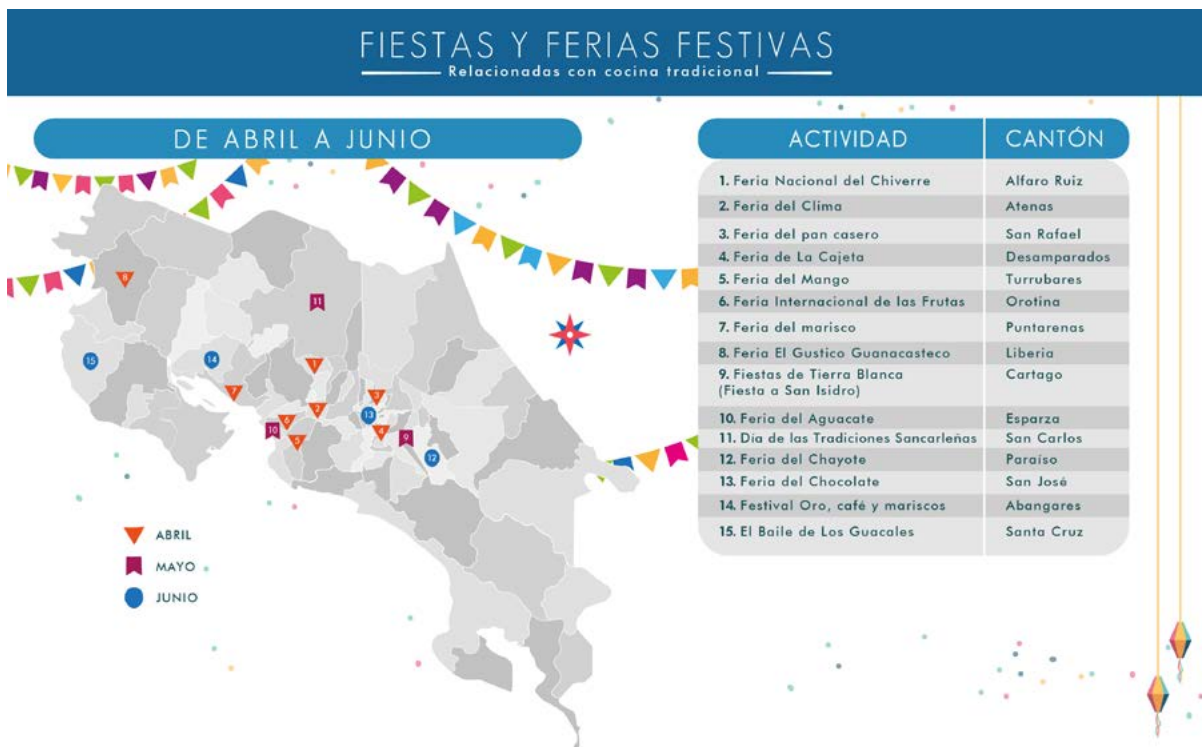 FIESTAS Y FERIAS FESTIVAS
Relacionadas con cocina tradicional
DE ABRIL A JUNIO
8
11
15
14
1
7
3
2
13
6
10
4
5
9
12
ABRIL
MAYO
JUNIO
ACTIVIDAD CANTÓN
1. Feria Nacional del Chiverre Alfaro Ruiz
2. Feria del Clima Atenas
3. Feria del pan casero San Rafael
4. Feria de La Cajeta Desamparados
5. Feria del Mango Turrubares
6. Feria Internacional de las Frutas Orotina
7. Feria del marisco Puntarenas
8. Feria El Gustico Guanacasteco Liberia
9. Fiestas de Tierra Blanca Cartago
(Fiesta a San Isidro)
10. Feria del Aguacate Esparza
11. Día de las Tradiciones Sancarleñas San Carlos
12. Feria del Chayote Paraíso
13. Feria del Chocolate San José
14. Festival Oro, café y mariscos Abangares
15. El Baile de Los Guacales Santa Cruz